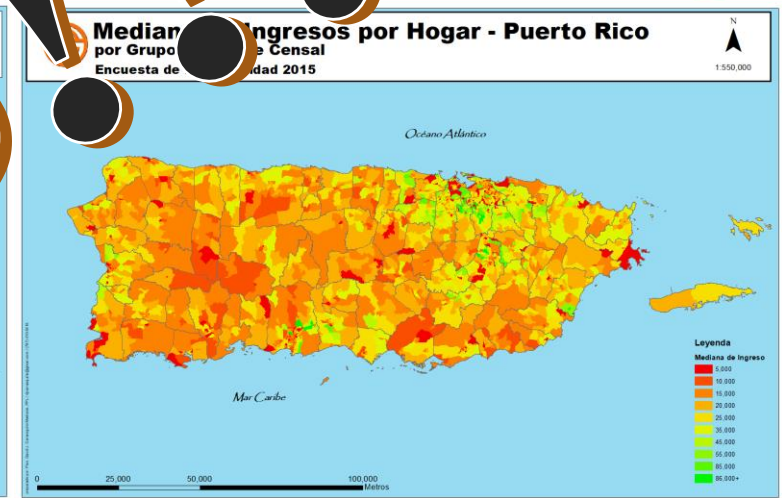 Median ngresos por Hogar - Puerto Rico
por Grupo e Censal
Encuesta de dad 2015
N
1:550,000
Océano Atlántico
Mar Caribe
Leyenda
Mediana de Ingreso
5,000
10,000
15,000
20,000
25,000
35,000
45,000
55,000
85,000
86,000+
0 25,000 50,000 100,000
Metros